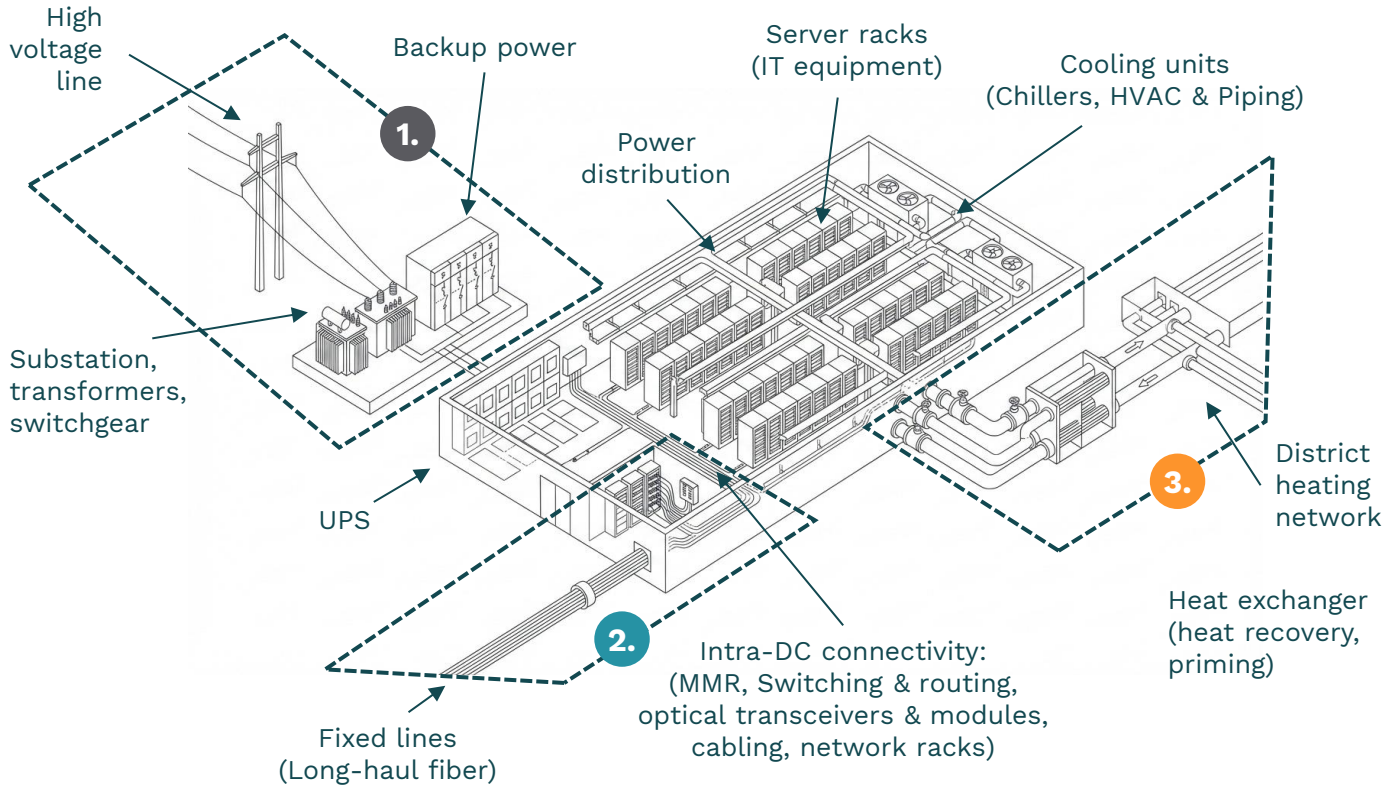 High
voltage
line
Backup power
Server racks
(IT equipment)
Cooling units
(Chillers, HVAC & Piping)
1.
Power
distribution
Substation,
transformers,
switchgear
UPS
3.
District
heating
network
Heat exchanger
(heat recovery,
priming)
2.
Intra-DC connectivity:
(MMR, Switching & routing,
optical transceivers & modules,
cabling, network racks)
Fixed lines
(Long-haul fiber)